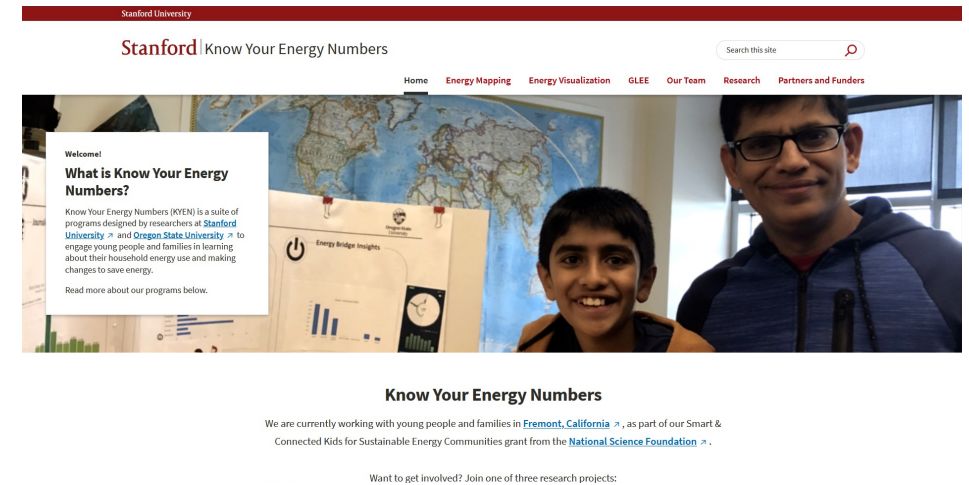 Stanford University
Stanford Know Your Energy Numbers
Search this site
Home Energy Mapping Energy Visualization GLEE Our Team Research Partners and Funders
Welcome!
What is Know Your Energy
Numbers?
Know Your Energy Numbers (KYEN) is a suite of
programs designed by researchers at Stanford
University and Oregon State University to
engage young people and families in learning
about their household energy use and making
changes to save energy.
Read more about our programs below.
Oregon State
University
Energy Bridge Insights
Know Your Energy Numbers
We are currently working with young people and families in Fremont, California , as part of our Smart &
Connected Kids for Sustainable Energy Communities grant from the National Science Foundation .
Want to get involved? Join one of three research projects: